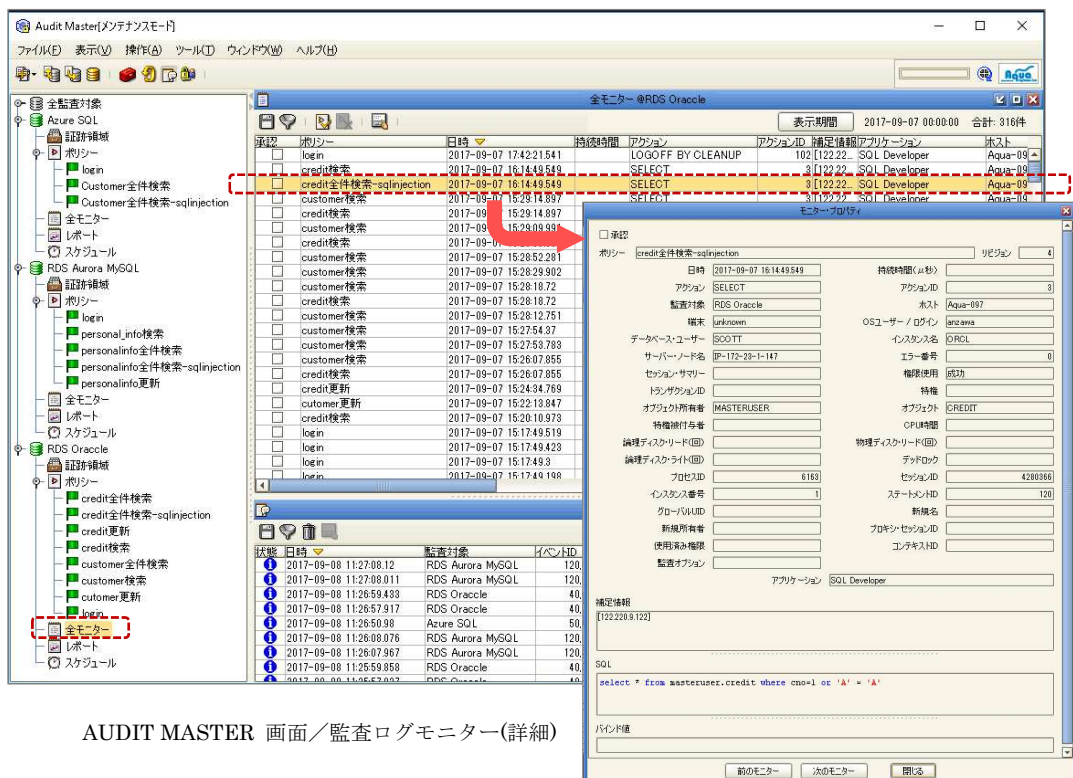 Audit Master[メンテナンスモード]
ファイル(F) 表示(V) 操作(A) ツール(T) ウィンドウ(W) ヘルプ(H)
Aqua
全監査対象
Azure SQL
証跡領域
ポリシー
login
Customer全件検索
Customer全件検索-sqlinjection
全モニター
レポート
スケジュール
RDS Aurora MySQL
証跡領域
ポリシー
login
personal_info検索
personalinfo全件検索
personalinfo全件検索-sqlinjection
personalinfo更新
全モニター
レポート
スケジュール
RDS Oraccle
証跡領域
ポリシー
credit全件検索
credit全件検索-sqlinjection
credit更新
credit検索
customer全件検索
customer検索
cutomer更新
login
全モニター
レポート
スケジュール
全モニター @RDS Oraccle
表示期間 2017-09-07 00:00:00 合計: 316件
承認 ポリシー 日時 持続時間 アクション アクションID 補足情報 アプリケーション ホスト
login 2017-09-07 17:42:21.541 LOGOFF BY CLEANUP 102 [122.22... SQL Developer Aqua-09
credit検索 2017-09-07 16:14:49.549 SELECT 3 [122.22... SQL Developer Aqua-09
credit全件検索-sqlinjection 2017-09-07 16:14:49.549 SELECT 3 [122.22... SQL Developer Aqua-09
customer検索 2017-09-07 15:29:14.897 SELECT 3 [122.22... SQL Developer Aqua-09
credit検索 2017-09-07 15:29:14.897
customer検索 2017-09-07 15:29:09.991
credit検索
customer検索 2017-09-07 15:28:52.281
customer検索 2017-09-07 15:28:29.902
customer検索 2017-09-07 15:28:18.72
credit検索 2017-09-07 15:28:18.72
customer検索 2017-09-07 15:28:12.751
customer検索 2017-09-07 15:27:54.37
customer検索 2017-09-07 15:27:53.783
customer検索 2017-09-07 15:26:07.855
credit検索 2017-09-07 15:26:07.855
credit更新 2017-09-07 15:24:34.769
cutomer更新 2017-09-07 15:22:13.847
credit検索 2017-09-07 15:20:10.973
login 2017-09-07 15:17:49.519
login 2017-09-07 15:17:49.423
login 2017-09-07 15:17:49.3
login 2017-09-07 15:17:49.198
状態 日時 監査対象 イベントID
2017-09-08 11:27:08.12 RDS Aurora MySQL 120,
2017-09-08 11:27:08.011 RDS Aurora MySQL 120,
2017-09-08 11:26:59.433 RDS Oraccle 40,
2017-09-08 11:26:57.917 RDS Oraccle 40,
2017-09-08 11:26:50.98 Azure SQL 50,
2017-09-08 11:26:08.076 RDS Aurora MySQL 120,
2017-09-08 11:26:07.967 RDS Aurora MySQL 120,
2017-09-08 11:25:59.858 RDS Oraccle 40,
モニター・プロパティ
承認
ポリシー credit全件検索-sqlinjection リビジョン 4
日時 2017-09-07 16:14:49.549 持続時間(μ秒)
アクション SELECT アクションID 3
監査対象 RDS Oraccle ホスト Aqua-097
端末 unknown OSユーザー / ログイン anzawa
データベース・ユーザー SCOTT インスタンス名 ORCL
サーバー・ノード名 IP-172-23-1-147 エラー番号 0
セッション・サマリー 権限使用 成功
トランザクションID 特権
オブジェクト所有者 MASTERUSER オブジェクト CREDIT
特権被付与者 CPU時間
論理ディスク・リード(回) 物理ディスク・リード(回)
論理ディスク・ライト(回) デッドロック
プロセスID 6163 セッションID 4280366
インスタンス番号 1 ステートメントID 120
グローバルUID 新規名
新規所有者 プロキシ・セッションID
使用済み権限 コンテキストID
監査オプション
アプリケーション SQL Developer
補足情報
[122.220.9.122]
SQL
select * from masteruser.credit where cno=1 or 'A' = 'A'
バインド値
前のモニター 次のモニター 閉じる
AUDIT MASTER 画面／監査ログモニター(詳細)